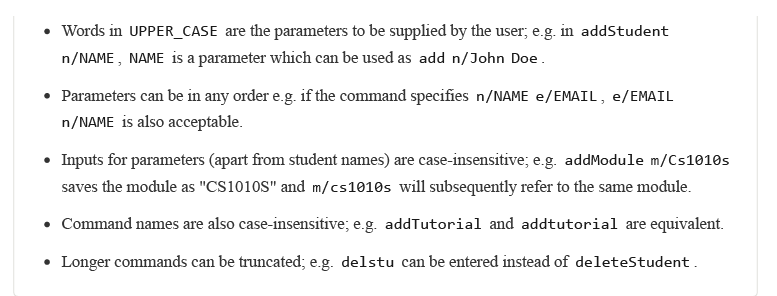 • Words in UPPER_CASE are the parameters to be supplied by the user; e.g. in addStudent
n/NAME, NAME is a parameter which can be used as add n/John Doe.
• Parameters can be in any order e.g. if the command specifies n/NAME e/EMAIL, e/EMAIL
n/NAME is also acceptable.
• Inputs for parameters (apart from student names) are case-insensitive; e.g. addModule m/Cs1010s
saves the module as "CS1010S" and m/cs1010s will subsequently refer to the same module.
• Command names are also case-insensitive; e.g. addTutorial and addtutorial are equivalent.
• Longer commands can be truncated; e.g. delstu can be entered instead of deleteStudent.